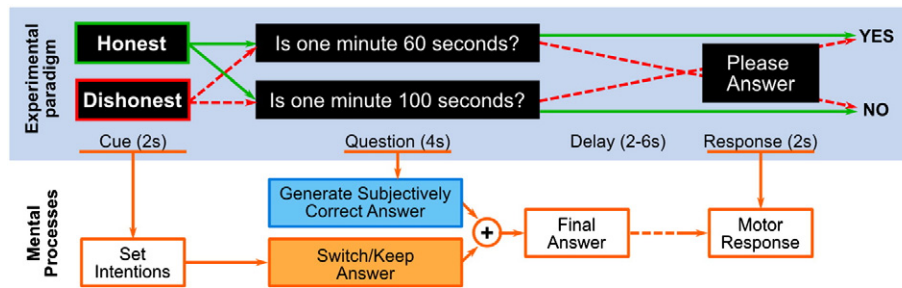 Experimental
paradigm
Honest
Is one minute 60 seconds?
YES
Please
Answer
Dishonest
Is one minute 100 seconds?
NO
Cue (2s)
Question (4s)
Delay (2-6s)
Response (2s)
Mental
Processes
Generate Subjectively
Correct Answer
+
Final
Answer
Motor
Response
Set
Intentions
Switch/Keep
Answer